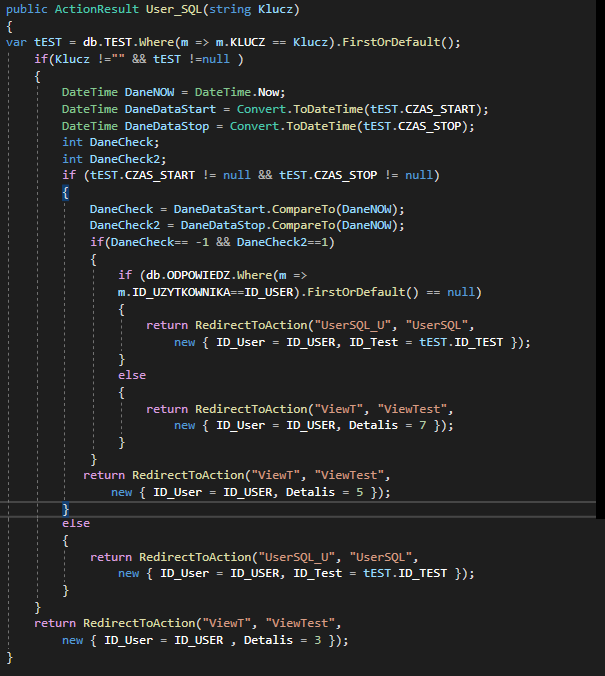 public ActionResult User_SQL(string Klucz)
{
var tEST = db.TEST.Where(m => m.KLUCZ == Klucz).FirstOrDefault();
if(Klucz !="" && tEST !=null )
{
DateTime DaneNOW = DateTime.Now;
DateTime DaneDataStart = Convert.ToDateTime(tEST.CZAS_START);
DateTime DaneDataStop = Convert.ToDateTime(tEST.CZAS_STOP);
int DaneCheck;
int DaneCheck2;
if (tEST.CZAS_START != null && tEST.CZAS_STOP != null)
{
DaneCheck = DaneDataStart.CompareTo(DaneNOW);
DaneCheck2 = DaneDataStop.CompareTo(DaneNOW);
if(DaneCheck== -1 && DaneCheck2==1)
{
if (db.ODPOWIEDZ.Where(m =>
m.ID_UZYTKOWNIKA==ID_USER).FirstOrDefault() == null)
{
return RedirectToAction("UserSQL_U", "UserSQL",
new { ID_User = ID_USER, ID_Test = tEST.ID_TEST });
}
else
{
return RedirectToAction("ViewT", "ViewTest",
new { ID_User = ID_USER, Detalis = 7 });
}
}
return RedirectToAction("ViewT", "ViewTest",
new { ID_User = ID_USER, Detalis = 5 });
}
else
{
return RedirectToAction("UserSQL_U", "UserSQL",
new { ID_User = ID_USER, ID_Test = tEST.ID_TEST });
}
}
return RedirectToAction("ViewT", "ViewTest",
new { ID_User = ID_USER , Detalis = 3 });
}